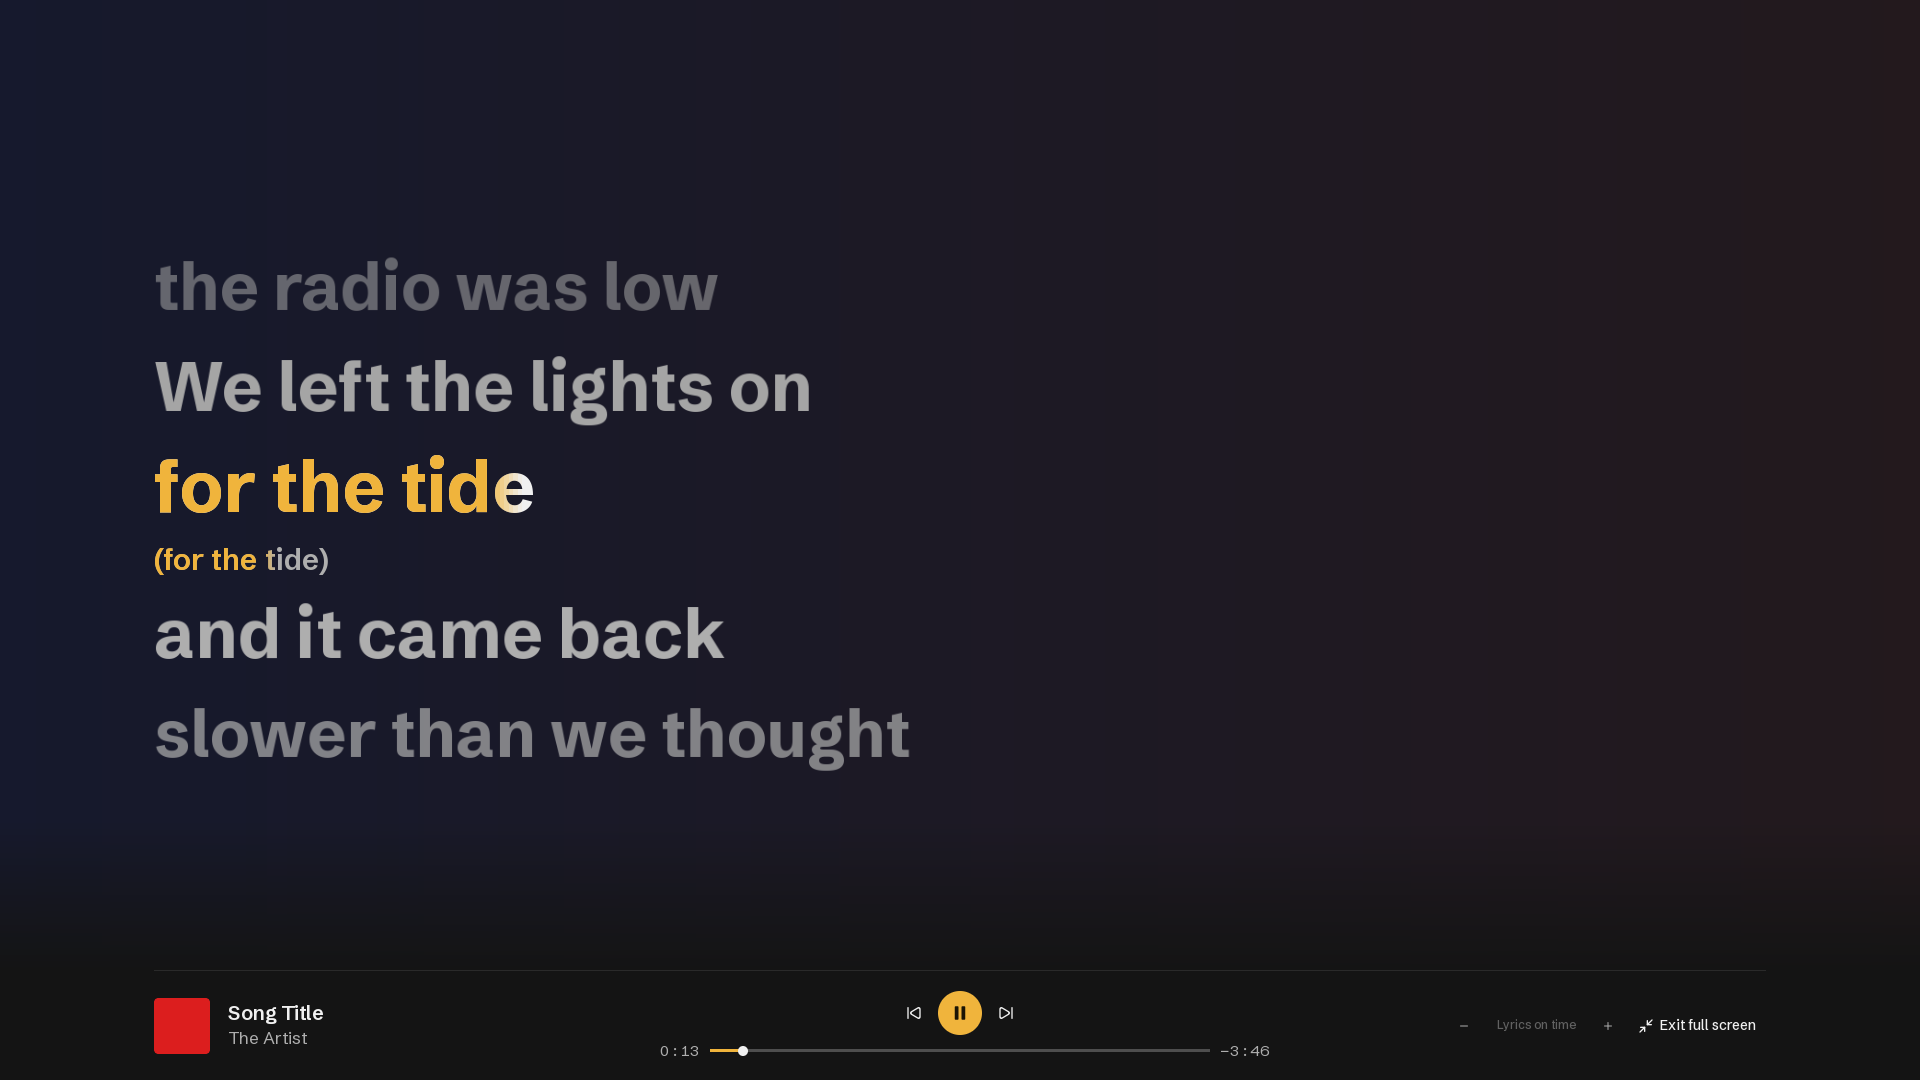 the radio was low
We left the lights on
for the tide
(for the tide)
and it came back
slower than we thought
Song Title
The Artist
0:13
−3:46
− Lyrics on time +
Exit full screen